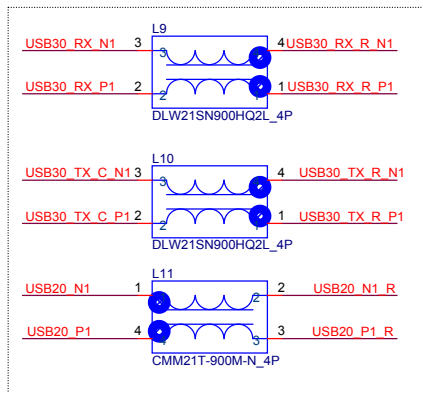 L9
USB30_RX_N1 3 3 4 USB30_RX_R_N1
USB30_RX_P1 2 2 1 USB30_RX_R_P1
DLW21SN900HQ2L_4P
L10
USB30_TX_C_N1 3 3 4 USB30_TX_R_N1
USB30_TX_C_P1 2 2 1 USB30_TX_R_P1
DLW21SN900HQ2L_4P
L11
USB20_N1 1 2 2 USB20_N1_R
USB20_P1 4 3 3 USB20_P1_R
CMM21T-900M-N_4P